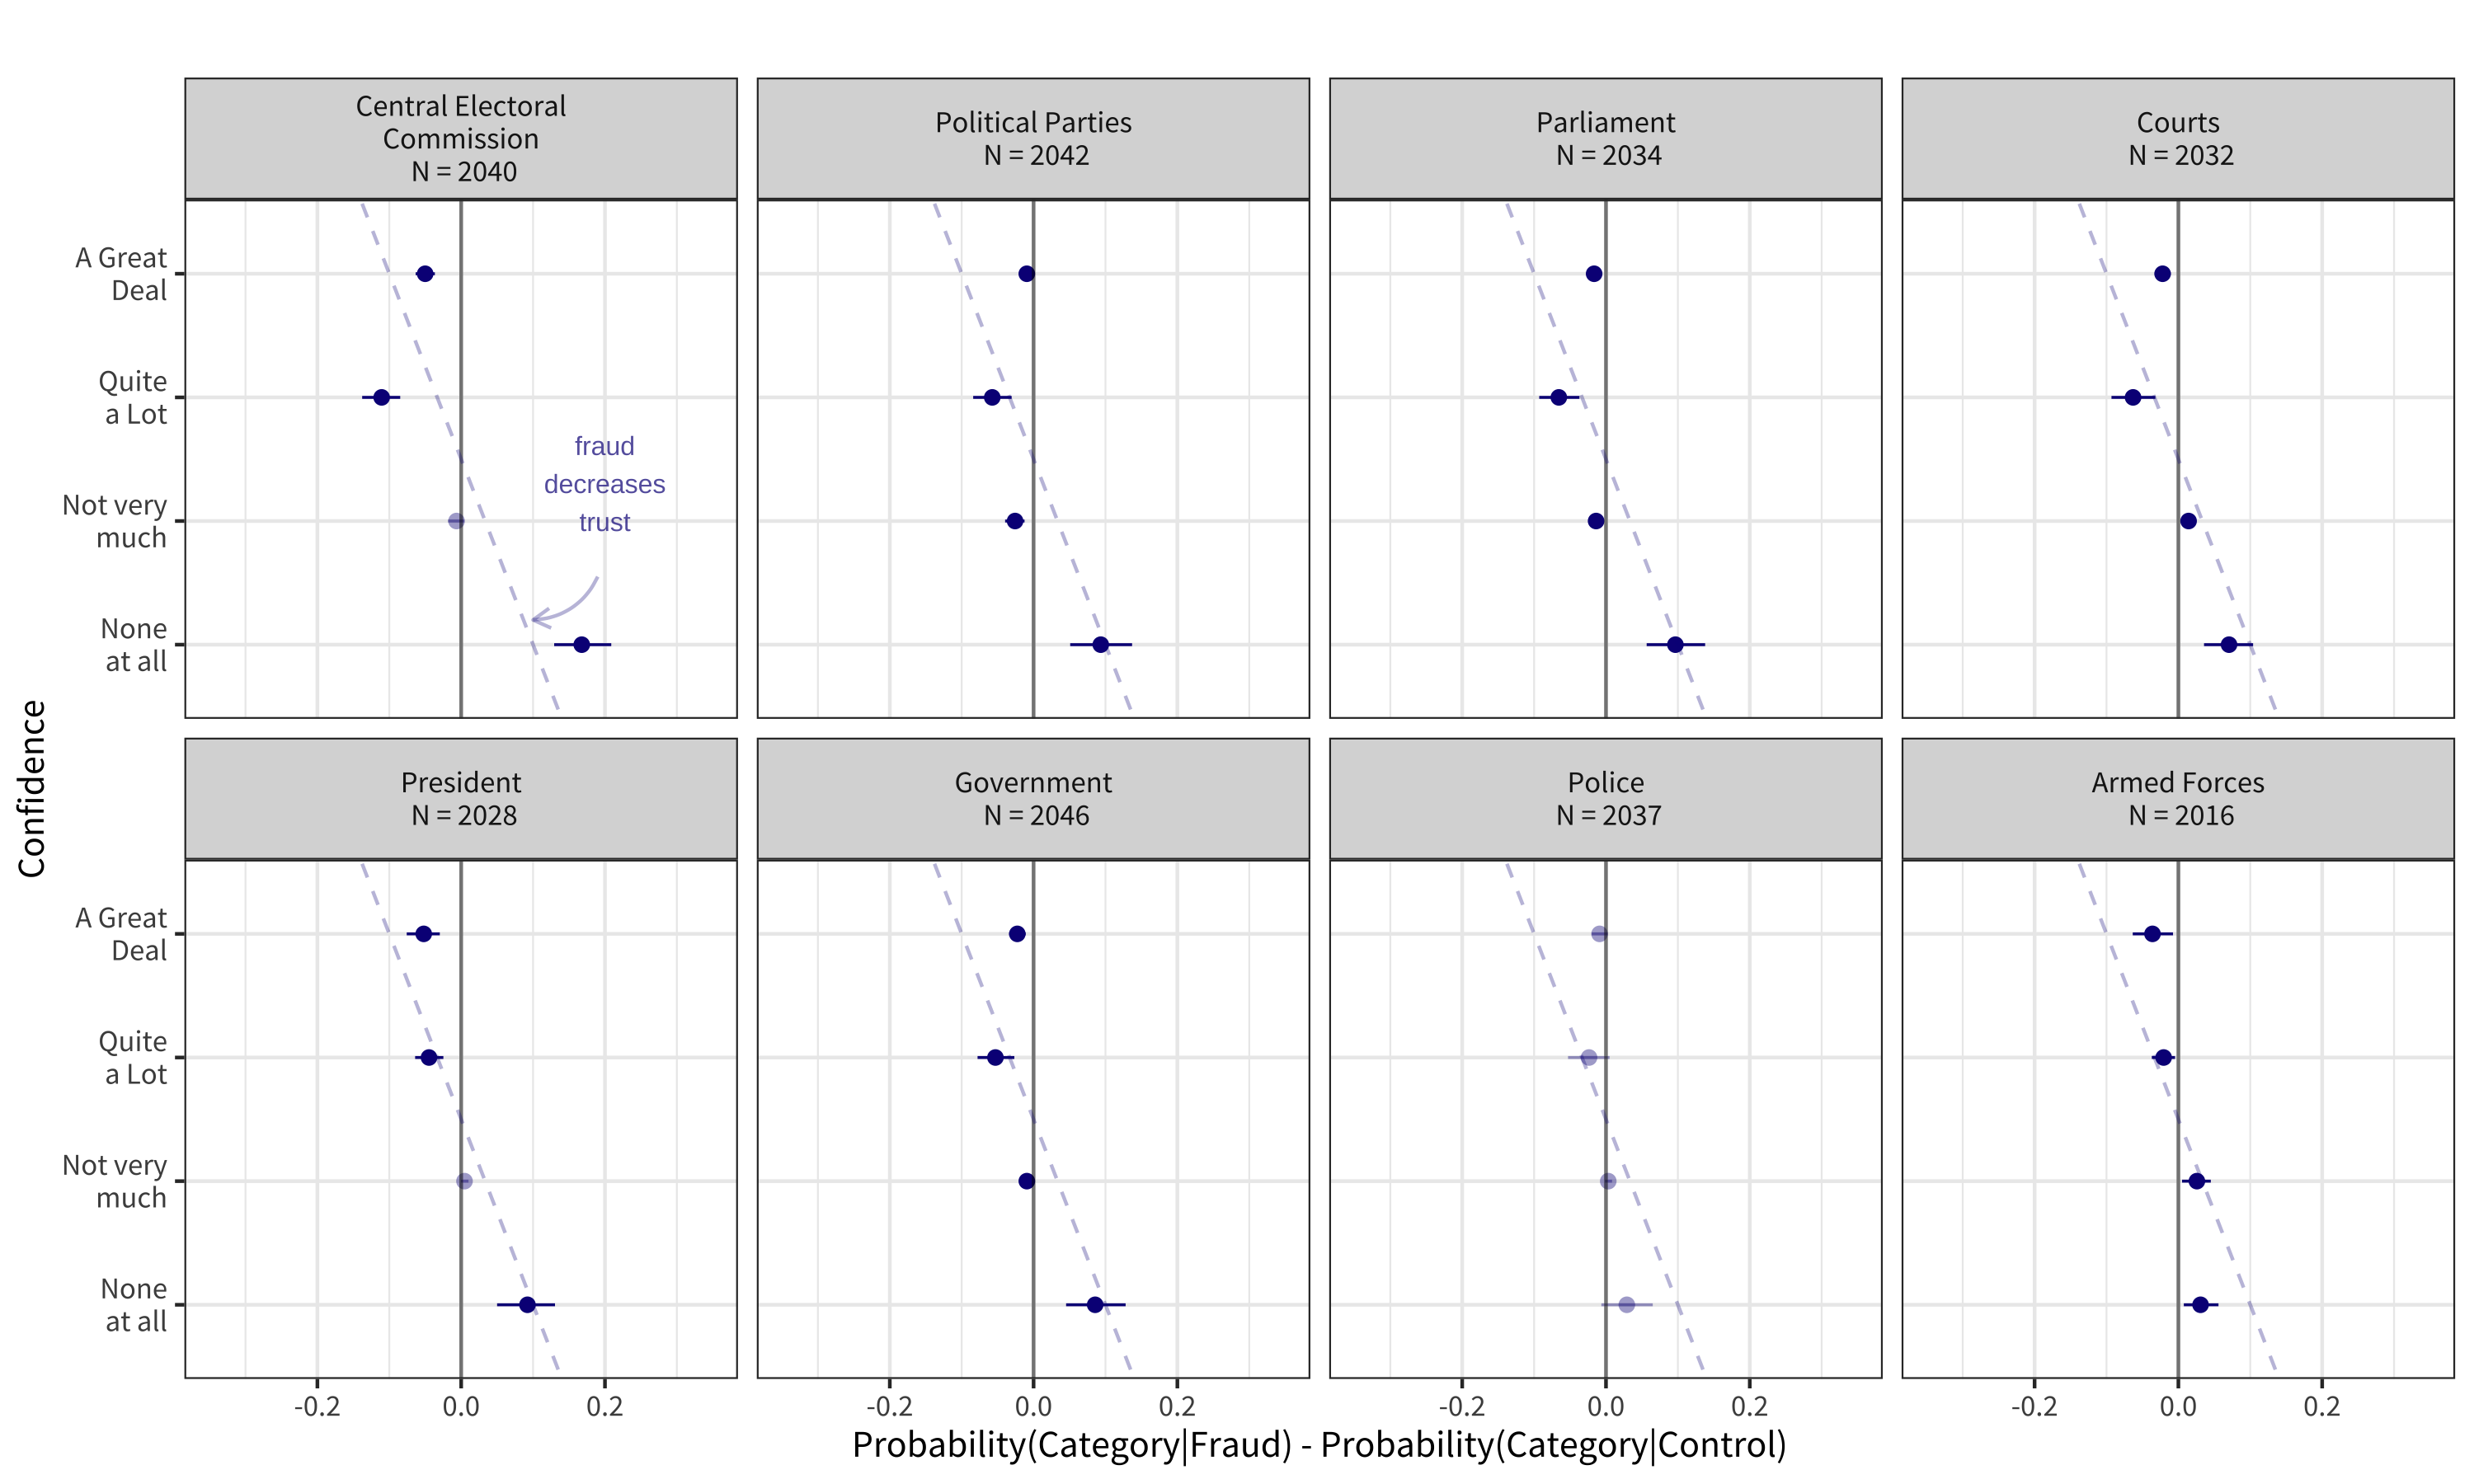 Central Electoral
Commission
N = 2040
Political Parties
N = 2042
Parliament
N = 2034
Courts
N = 2032
A Great
Deal
Quite
a Lot
Not very
much
None
at all
fraud
decreases
trust
President
N = 2028
Government
N = 2046
Police
N = 2037
Armed Forces
N = 2016
A Great
Deal
Quite
a Lot
Not very
much
None
at all
Confidence
-0.2 0.0 0.2
-0.2 0.0 0.2
-0.2 0.0 0.2
-0.2 0.0 0.2
Probability(Category|Fraud) - Probability(Category|Control)